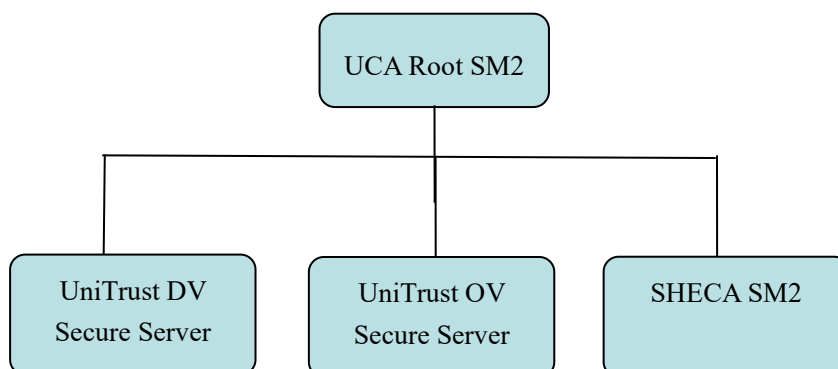 UCA Root SM2
UniTrust DV
Secure Server
UniTrust OV
Secure Server
SHECA SM2